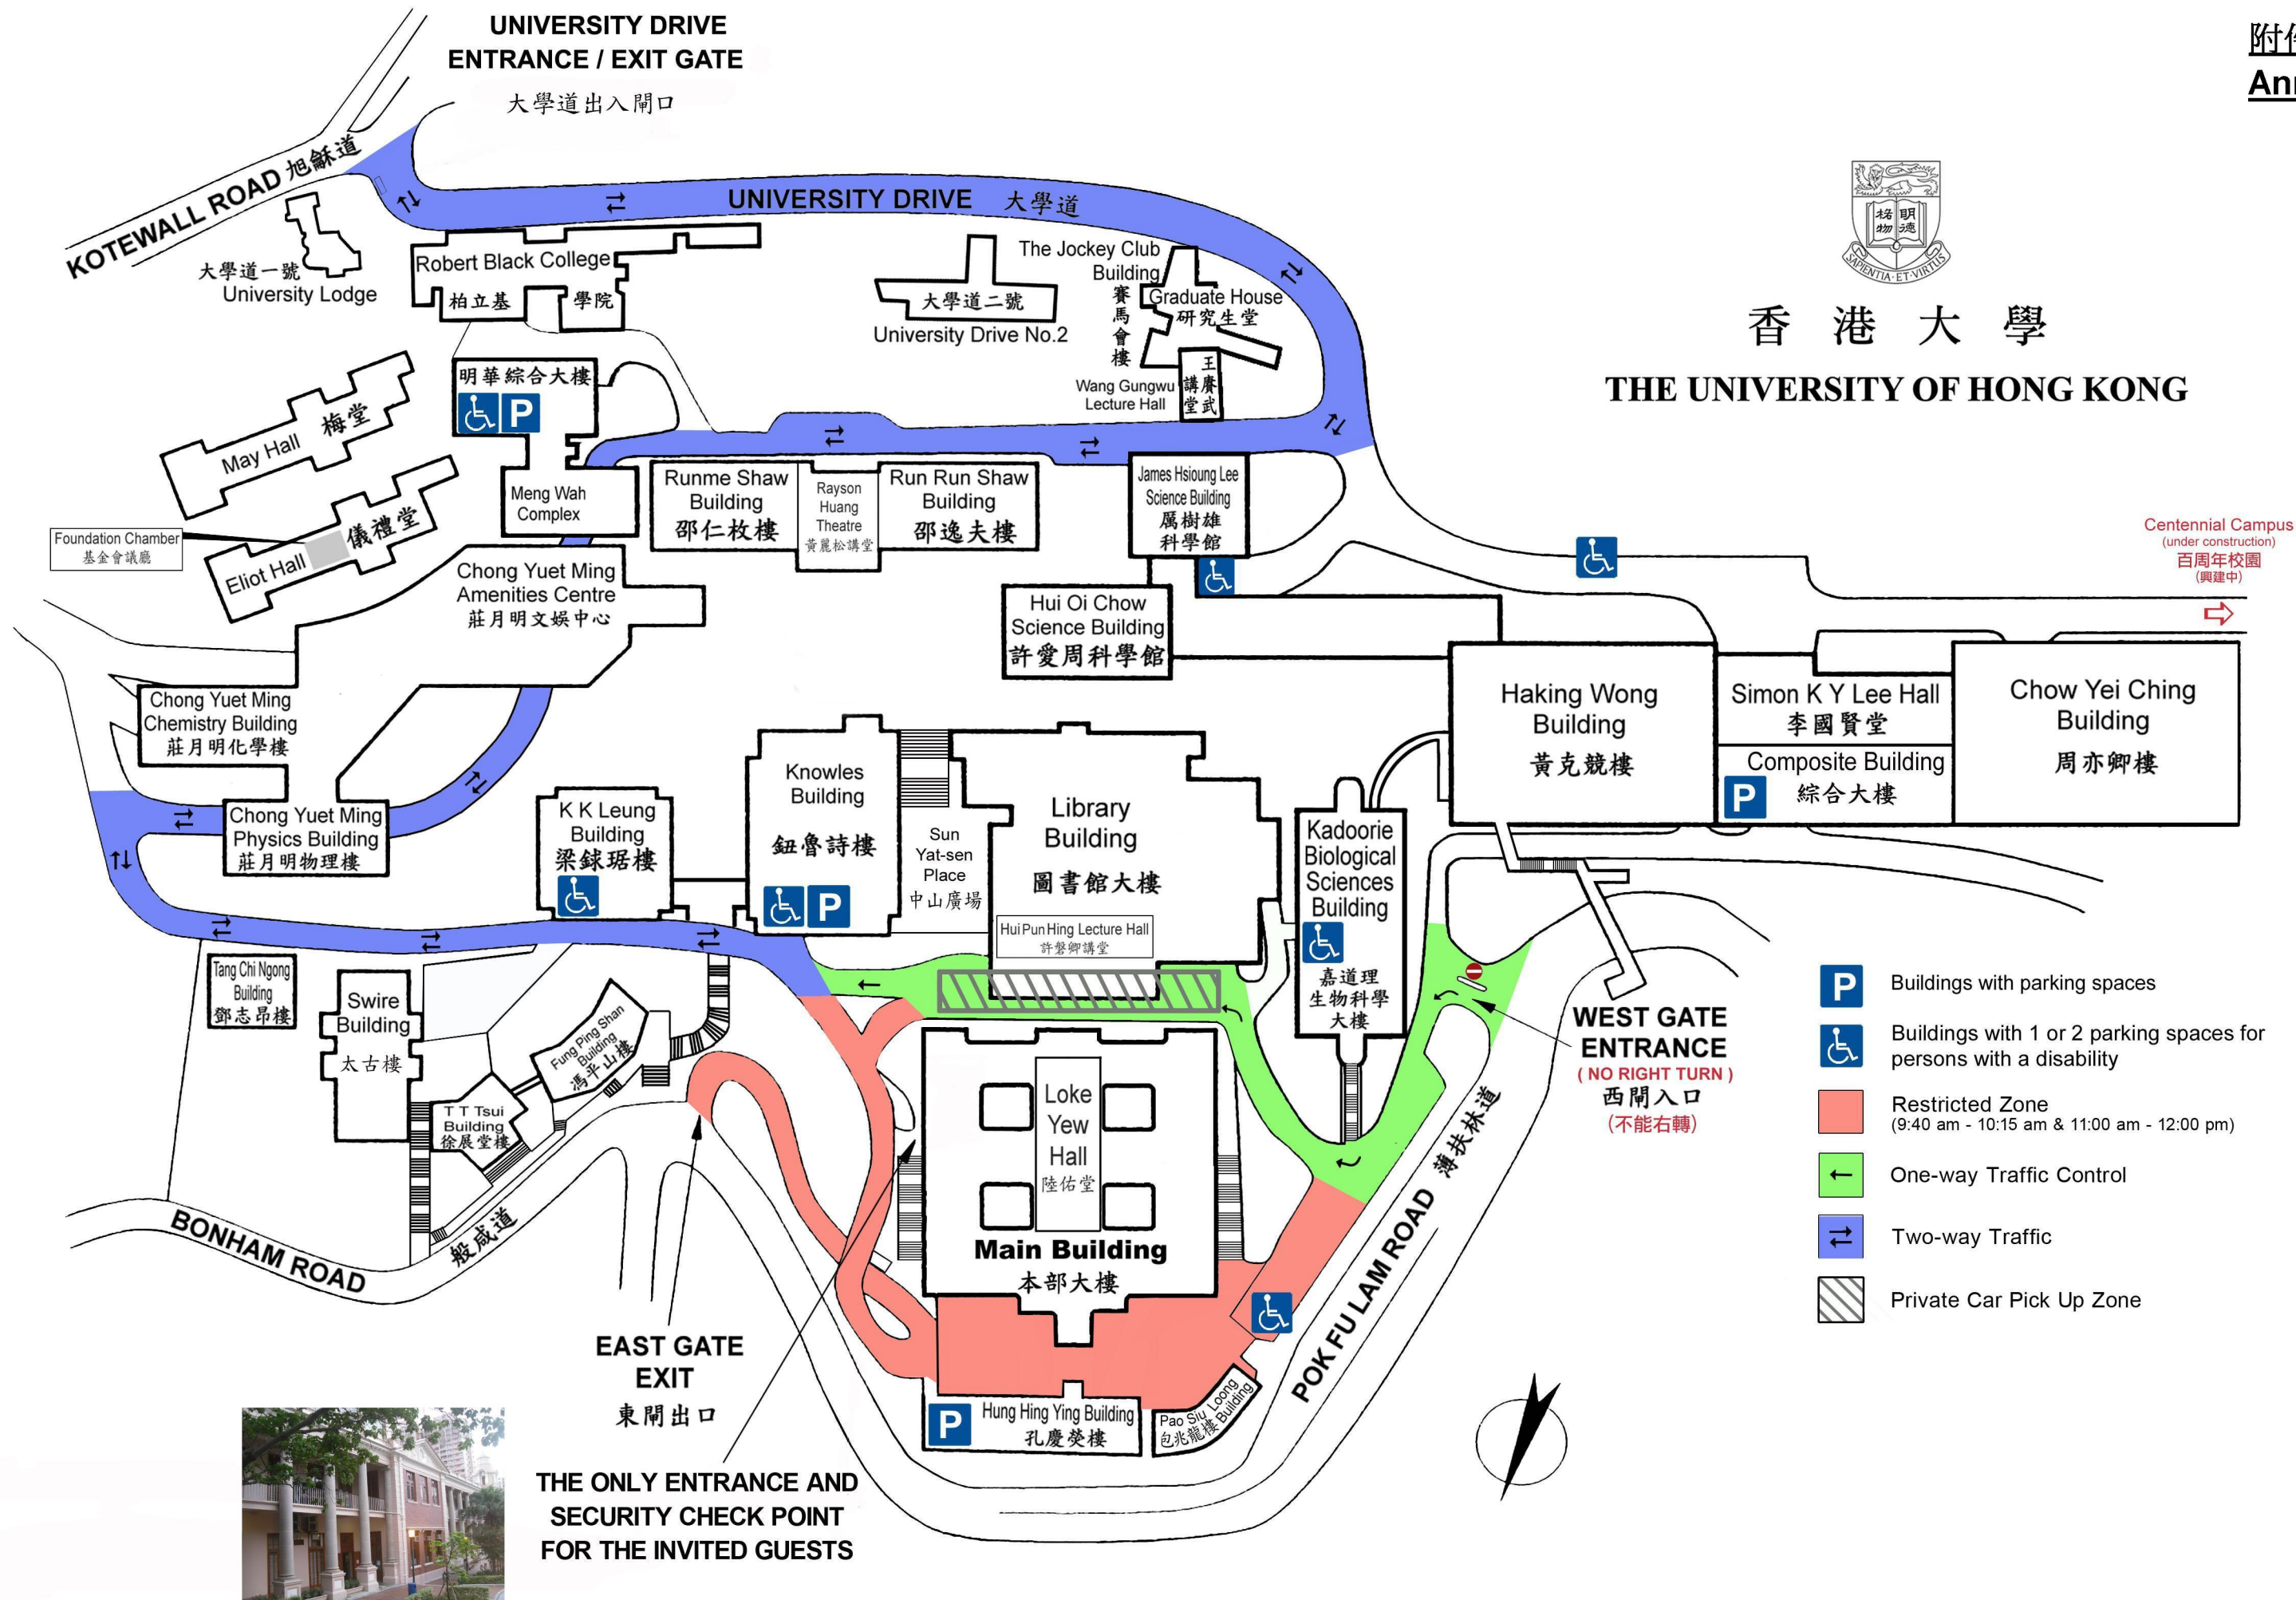 UNIVERSITY DRIVE
ENTRANCE / EXIT GATE
大學道出入閘口
附
Ann
KOTEWALL ROAD 旭龢道
UNIVERSITY DRIVE 大學道
大學道一號
University Lodge
Robert Black College
柏立基
學院
大學道二號
University Drive No.2
The Jockey Club
Building
賽馬會樓
Graduate House
研究生堂
Wang Gungwu
Lecture Hall
王賡武
講堂
格物
明德
SAPIENTIA·ET·VIRTUS
香港大學
THE UNIVERSITY OF HONG KONG
明華綜合大樓
P
May Hall 梅堂
Meng Wah
Complex
Runme Shaw
Building
邵仁枚樓
Rayson
Huang
Theatre
黃麗松講堂
Run Run Shaw
Building
邵逸夫樓
James Hsioung Lee
Science Building
厲樹雄
科學館
Foundation Chamber
基金會議廳
Eliot Hall 儀禮堂
Centennial Campus
(under construction)
百周年校園
(興建中)
Chong Yuet Ming
Amenities Centre
莊月明文娛中心
Hui Oi Chow
Science Building
許愛周科學館
Chong Yuet Ming
Chemistry Building
莊月明化學樓
Haking Wong
Building
黃克競樓
Simon K Y Lee Hall
李國賢堂
Composite Building
P
綜合大樓
Chow Yei Ching
Building
周亦卿樓
Chong Yuet Ming
Physics Building
莊月明物理樓
K K Leung
Building
梁銶琚樓
Knowles
Building
鈕魯詩樓
P
Sun
Yat-sen
Place
中山廣場
Library
Building
圖書館大樓
Hui Pun Hing Lecture Hall
許磐卿講堂
Kadoorie
Biological
Sciences
Building
嘉道理
生物科學
大樓
Tang Chi Ngong
Building
鄧志昂樓
Swire
Building
太古樓
Fung Ping Shan
Building
馮平山樓
T T Tsui
Building
徐展堂樓
Loke
Yew
Hall
陸佑堂
Main Building
本部大樓
WEST GATE
ENTRANCE
( NO RIGHT TURN )
西閘入口
(不能右轉)
P
Buildings with parking spaces
Buildings with 1 or 2 parking spaces for
persons with a disability
Restricted Zone
(9:40 am - 10:15 am & 11:00 am - 12:00 pm)
One-way Traffic Control
Two-way Traffic
Private Car Pick Up Zone
BONHAM ROAD 般咸道
POK FU LAM ROAD 薄扶林道
EAST GATE
EXIT
東閘出口
P
Hung Hing Ying Building
孔慶熒樓
Pao Siu Loong
Building
包兆龍樓
THE ONLY ENTRANCE AND
SECURITY CHECK POINT
FOR THE INVITED GUESTS